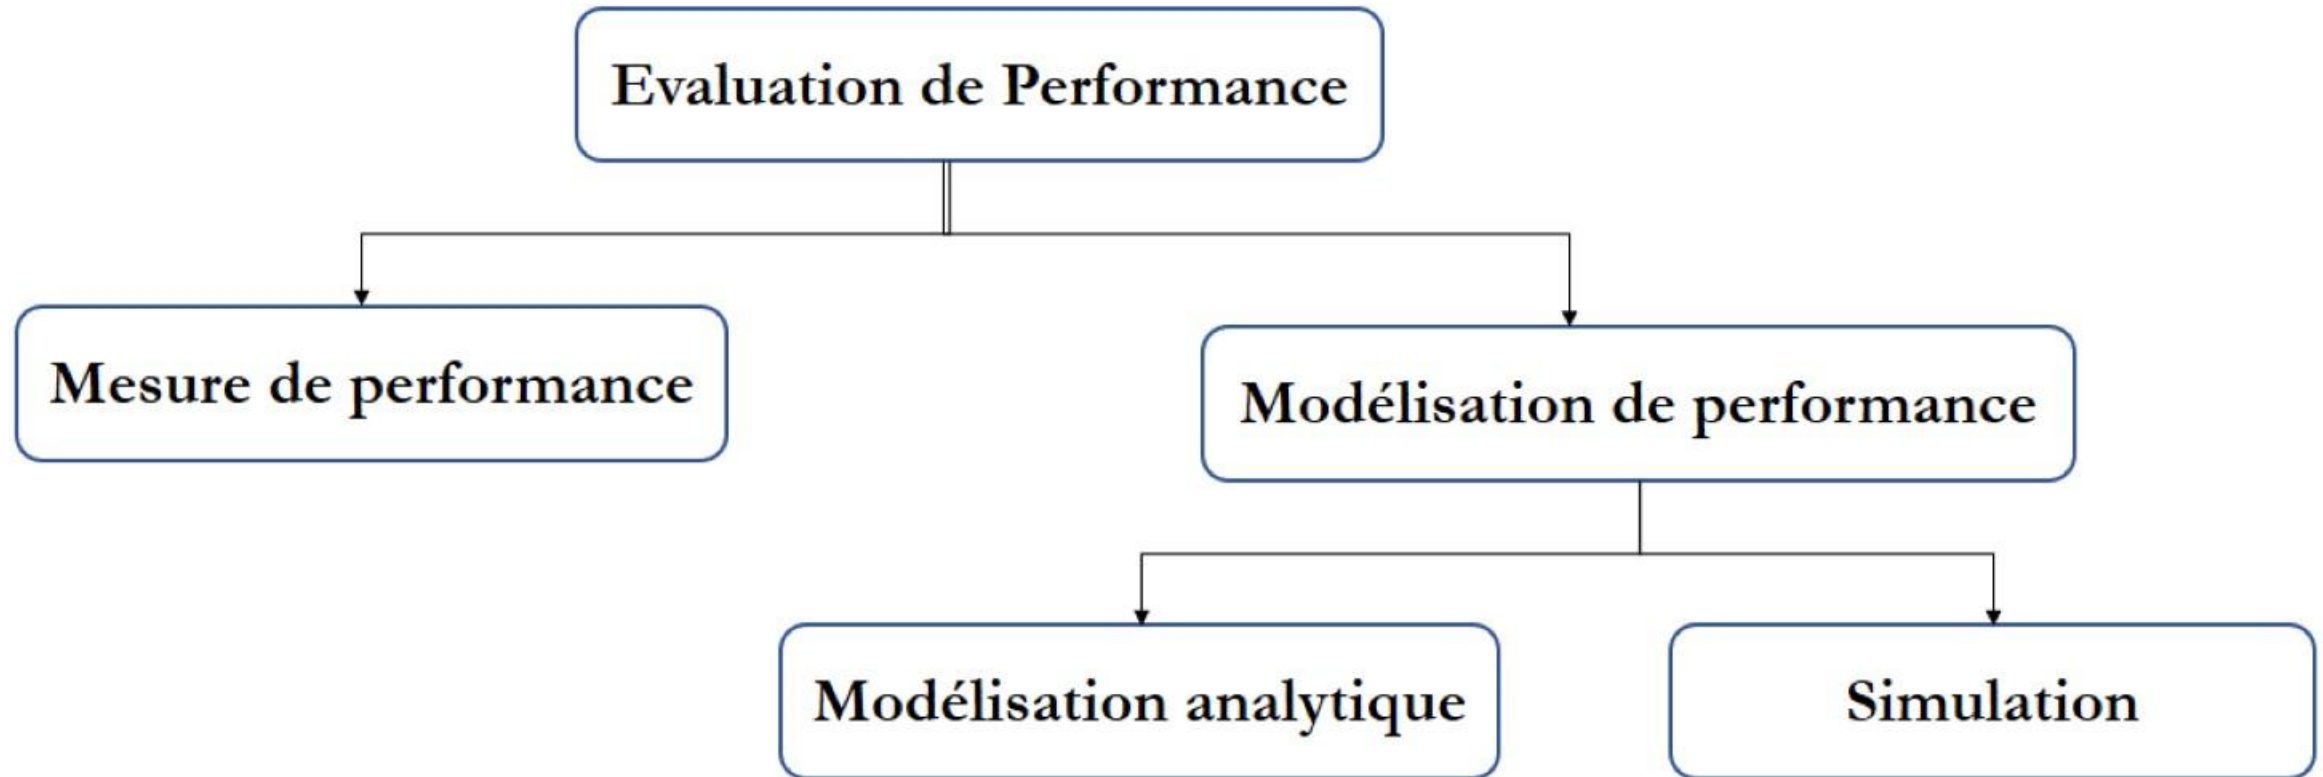 Evaluation de Performance
Mesure de performance
Modélisation de performance
Modélisation analytique
Simulation